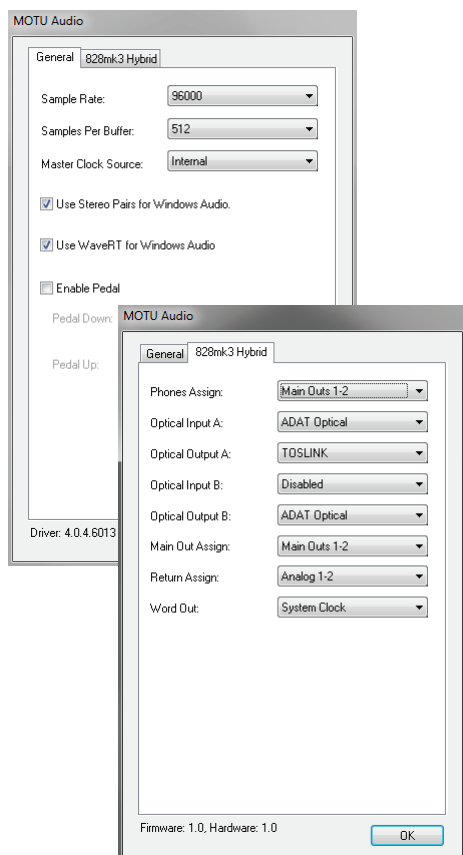 MOTU Audio
General 828mk3 Hybrid
Sample Rate: 96000
Samples Per Buffer: 512
Master Clock Source: Internal
Use Stereo Pairs for Windows Audio.
Use WaveRT for Windows Audio
Enable Pedal
Pedal Down:
Pedal Up:
Driver: 4.0.4.6013
MOTU Audio
General 828mk3 Hybrid
Phones Assign: Main Outs 1-2
Optical Input A: ADAT Optical
Optical Output A: TOSLINK
Optical Input B: Disabled
Optical Output B: ADAT Optical
Main Out Assign: Main Outs 1-2
Return Assign: Analog 1-2
Word Out: System Clock
Firmware: 1.0, Hardware: 1.0
OK